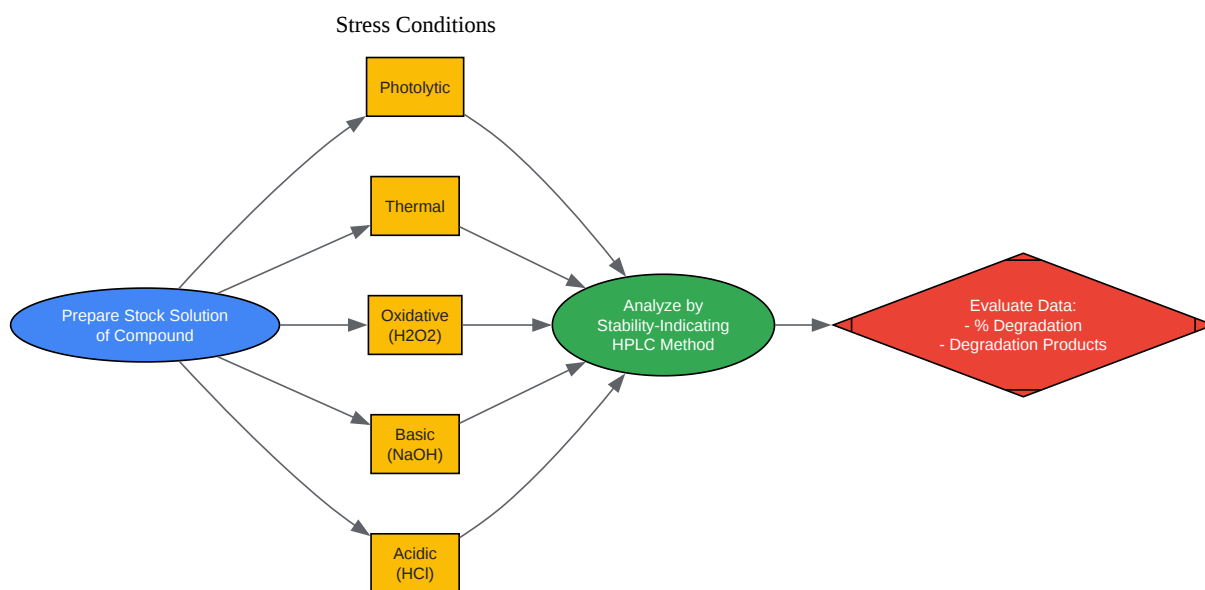 Stress Conditions
Photolytic
Thermal
Prepare Stock Solution
of Compound
Oxidative
(H2O2)
Analyze by
Stability-Indicating
HPLC Method
Evaluate Data:
- % Degradation
- Degradation Products
Basic
(NaOH)
Acidic
(HCl)